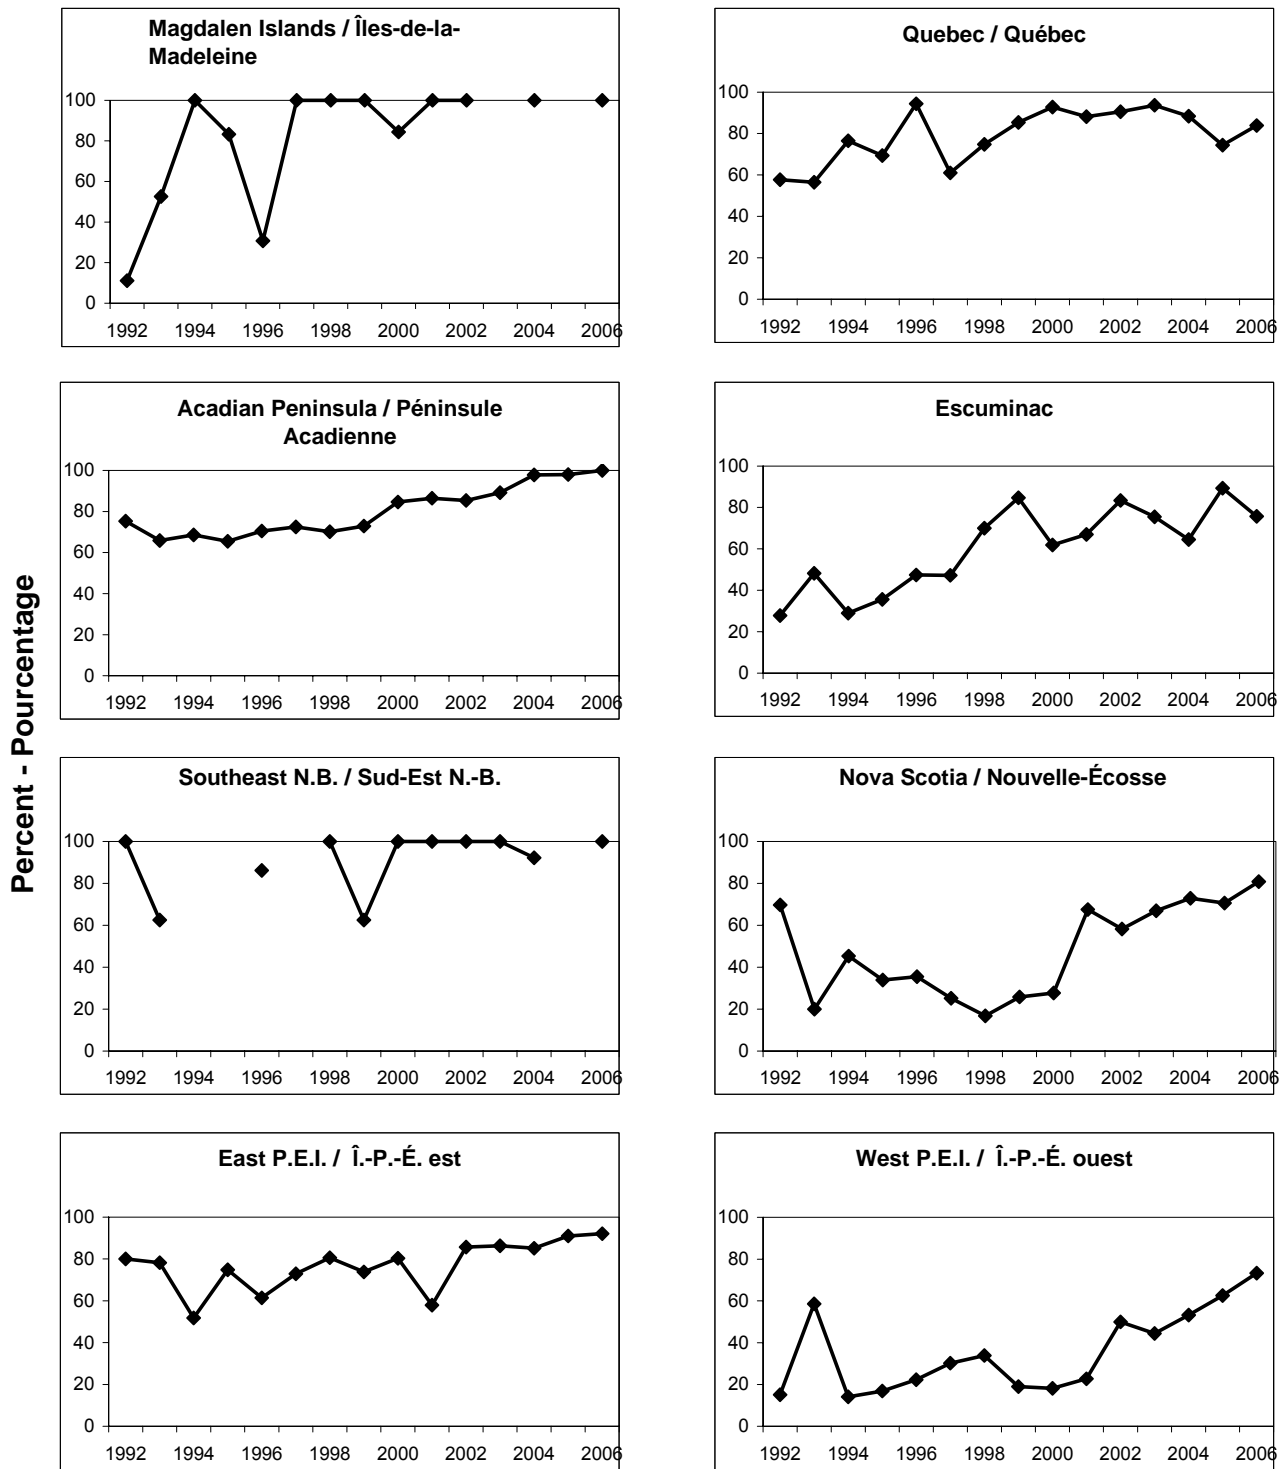 Percent - Pourcentage
Magdalen Islands / Îles-de-la-
Madeleine
100
80
60
40
20
0
1992 1994 1996 1998 2000 2002 2004 2006
Quebec / Québec
100
80
60
40
20
0
1992 1994 1996 1998 2000 2002 2004 2006
Acadian Peninsula / Péninsule
Acadienne
100
80
60
40
20
0
1992 1994 1996 1998 2000 2002 2004 2006
Escuminac
100
80
60
40
20
0
1992 1994 1996 1998 2000 2002 2004 2006
Southeast N.B. / Sud-Est N.-B.
100
80
60
40
20
0
1992 1994 1996 1998 2000 2002 2004 2006
Nova Scotia / Nouvelle-Écosse
100
80
60
40
20
0
1992 1994 1996 1998 2000 2002 2004 2006
East P.E.I. / Î.-P.-É. est
100
80
60
40
20
0
1992 1994 1996 1998 2000 2002 2004 2006
West P.E.I. / Î.-P.-É. ouest
100
80
60
40
20
0
1992 1994 1996 1998 2000 2002 2004 2006